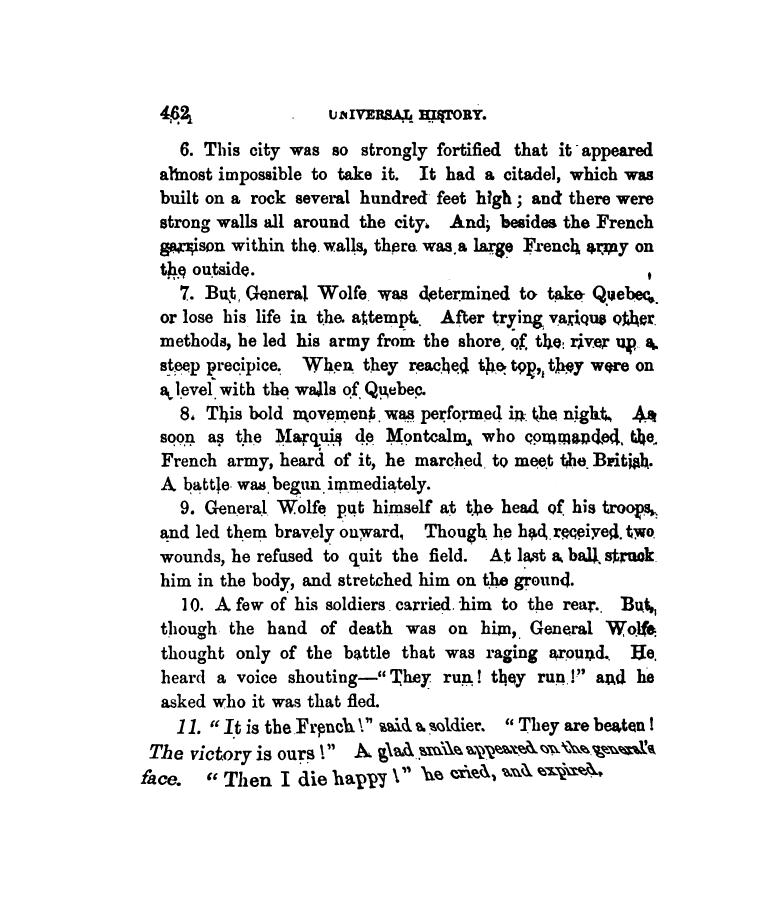 462 UNIVERSAL HISTORY.
6. This city was so strongly fortified that it appeared
almost impossible to take it. It had a citadel, which was
built on a rock several hundred feet high; and there were
strong walls all around the city. And, besides the French
garrison within the walls, there was a large French army on
the outside.
7. But General Wolfe was determined to take Quebec,
or lose his life in the attempt. After trying various other
methods, he led his army from the shore of the river up a
steep precipice. When they reached the top, they were on
a level with the walls of Quebec.
8. This bold movement was performed in the night. As
soon as the Marquis de Montcalm, who commanded the
French army, heard of it, he marched to meet the British.
A battle was begun immediately.
9. General Wolfe put himself at the head of his troops,
and led them bravely onward. Though he had received two
wounds, he refused to quit the field. At last a ball struck
him in the body, and stretched him on the ground.
10. A few of his soldiers carried him to the rear. But,
though the hand of death was on him, General Wolfe
thought only of the battle that was raging around. He
heard a voice shouting—"They run! they run!" and he
asked who it was that fled.
11. "It is the French!" said a soldier. "They are beaten!
The victory is ours!" A glad smile appeared on the general's
face. "Then I die happy!" he cried, and expired.